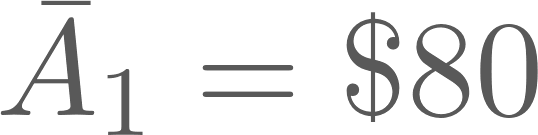 Ā₁ = $80